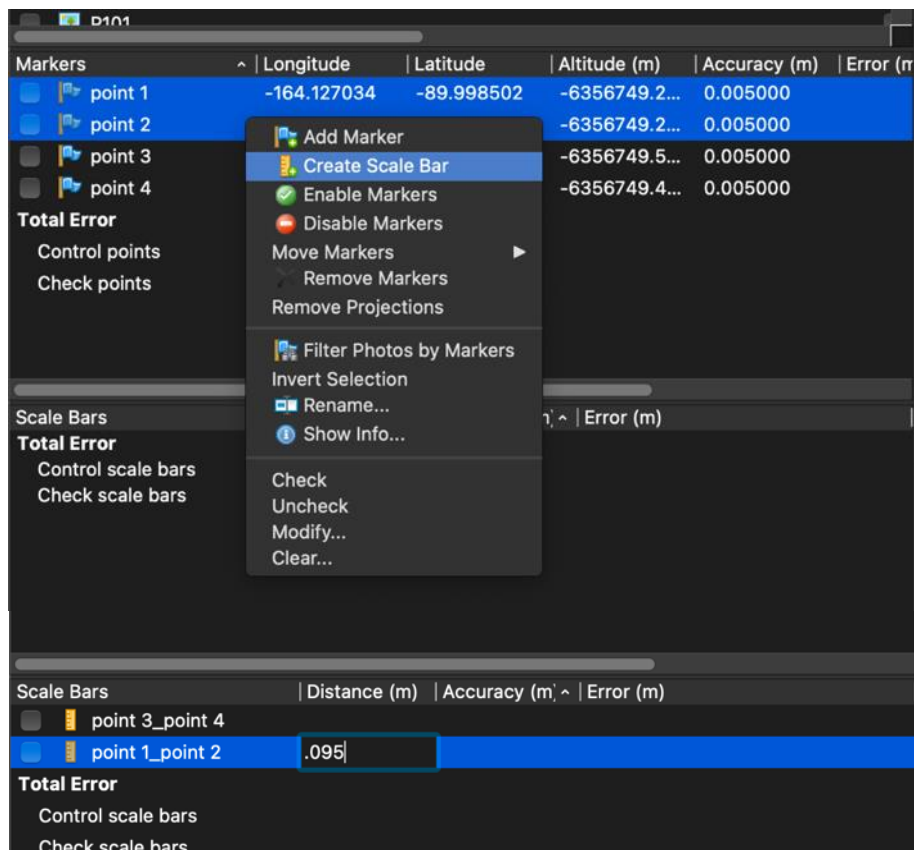 P101
Markers Longitude Latitude Altitude (m) Accuracy (m) Error (m
point 1 -164.127034 -89.998502 -6356749.2... 0.005000
point 2 -6356749.2... 0.005000
Add Marker
point 3 -6356749.5... 0.005000
Create Scale Bar
point 4 -6356749.4... 0.005000
Enable Markers
Total Error
Disable Markers
Control points
Move Markers
Check points
Remove Markers
Remove Projections
Filter Photos by Markers
Invert Selection
Rename...
Scale Bars Error (m)
Show Info...
Total Error
Control scale bars
Check
Check scale bars
Uncheck
Modify...
Clear...
Scale Bars Distance (m) Accuracy (m) Error (m)
point 3_point 4
point 1_point 2 .095
Total Error
Control scale bars
Check scale bars